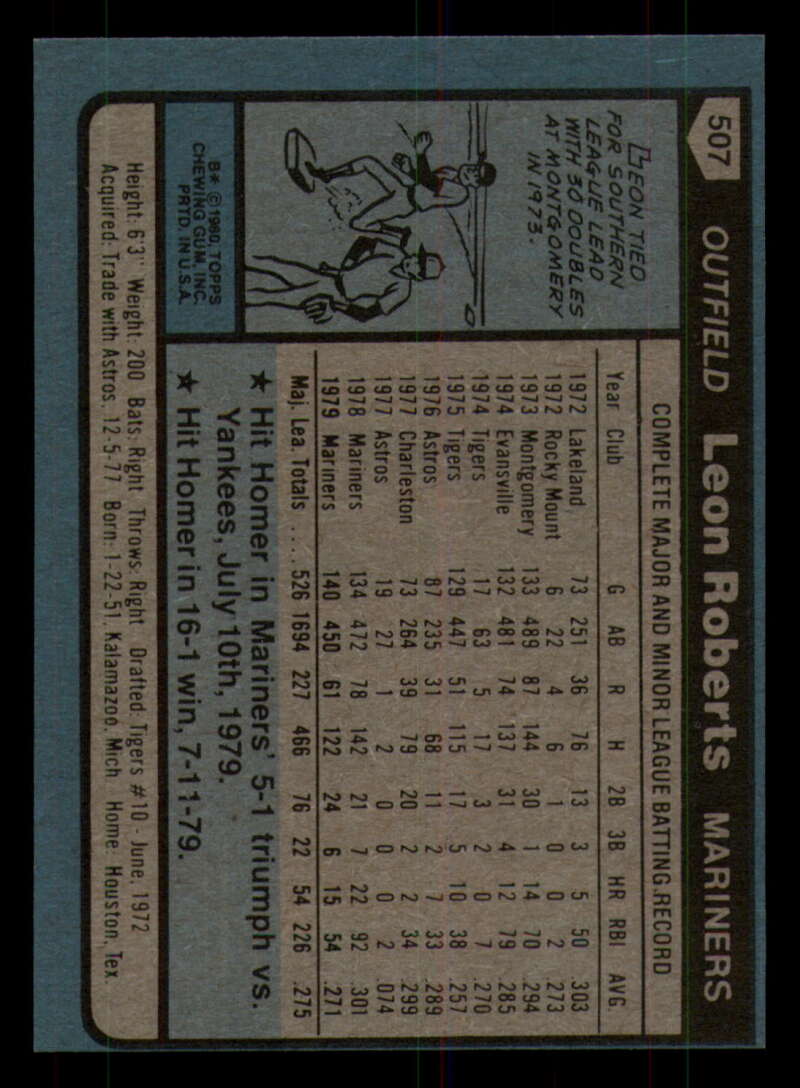 507 OUTFIELD Leon Roberts MARINERS
LEON TIED
FOR SOUTHERN
LEAGUE LEAD
WITH 30 DOUBLES
AT MONTGOMERY
IN 1973.
B* © 1980, TOPPS
CHEWING GUM, INC.
PRTD. IN U.S.A.
COMPLETE MAJOR AND MINOR LEAGUE BATTING RECORD
Year Club G AB R H 2B 3B HR RBI AVG.
1972 Lakeland 73 251 36 76 13 3 5 50 .303
1972 Rocky Mount 6 22 4 6 1 0 0 2 .273
1973 Montgomery 133 489 87 144 30 1 14 70 .294
1974 Evansville 132 481 74 137 31 4 12 79 .285
1974 Tigers 17 63 5 17 3 2 0 7 .270
1975 Tigers 129 447 51 115 17 5 10 38 .257
1976 Astros 87 235 31 68 11 2 7 33 .289
1977 Charleston 73 264 39 79 20 2 2 34 .299
1977 Astros 19 27 1 2 0 0 0 2 .074
1978 Mariners 134 472 78 142 21 7 22 92 .301
1979 Mariners 140 450 61 122 24 6 15 54 .271
Maj. Lea. Totals .... 526 1694 227 466 76 22 54 226 .275
★ Hit Homer in Mariners' 5-1 triumph vs.
Yankees, July 10th, 1979.
★ Hit Homer in 16-1 win, 7-11-79.
Height: 6'3" Weight: 200 Bats: Right Throws: Right Drafted: Tigers #10 - June, 1972
Acquired: Trade with Astros, 12-5-77 Born: 1-22-51, Kalamazoo, Mich Home: Houston, Tex.